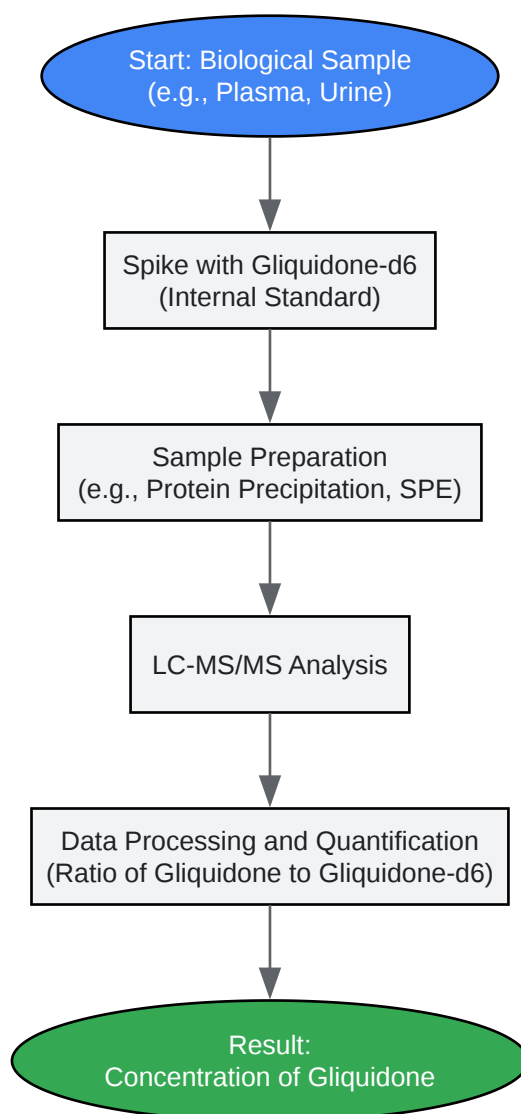 Start: Biological Sample
(e.g., Plasma, Urine)
Spike with Gliquidone-d6
(Internal Standard)
Sample Preparation
(e.g., Protein Precipitation, SPE)
LC-MS/MS Analysis
Data Processing and Quantification
(Ratio of Gliquidone to Gliquidone-d6)
Result:
Concentration of Gliquidone